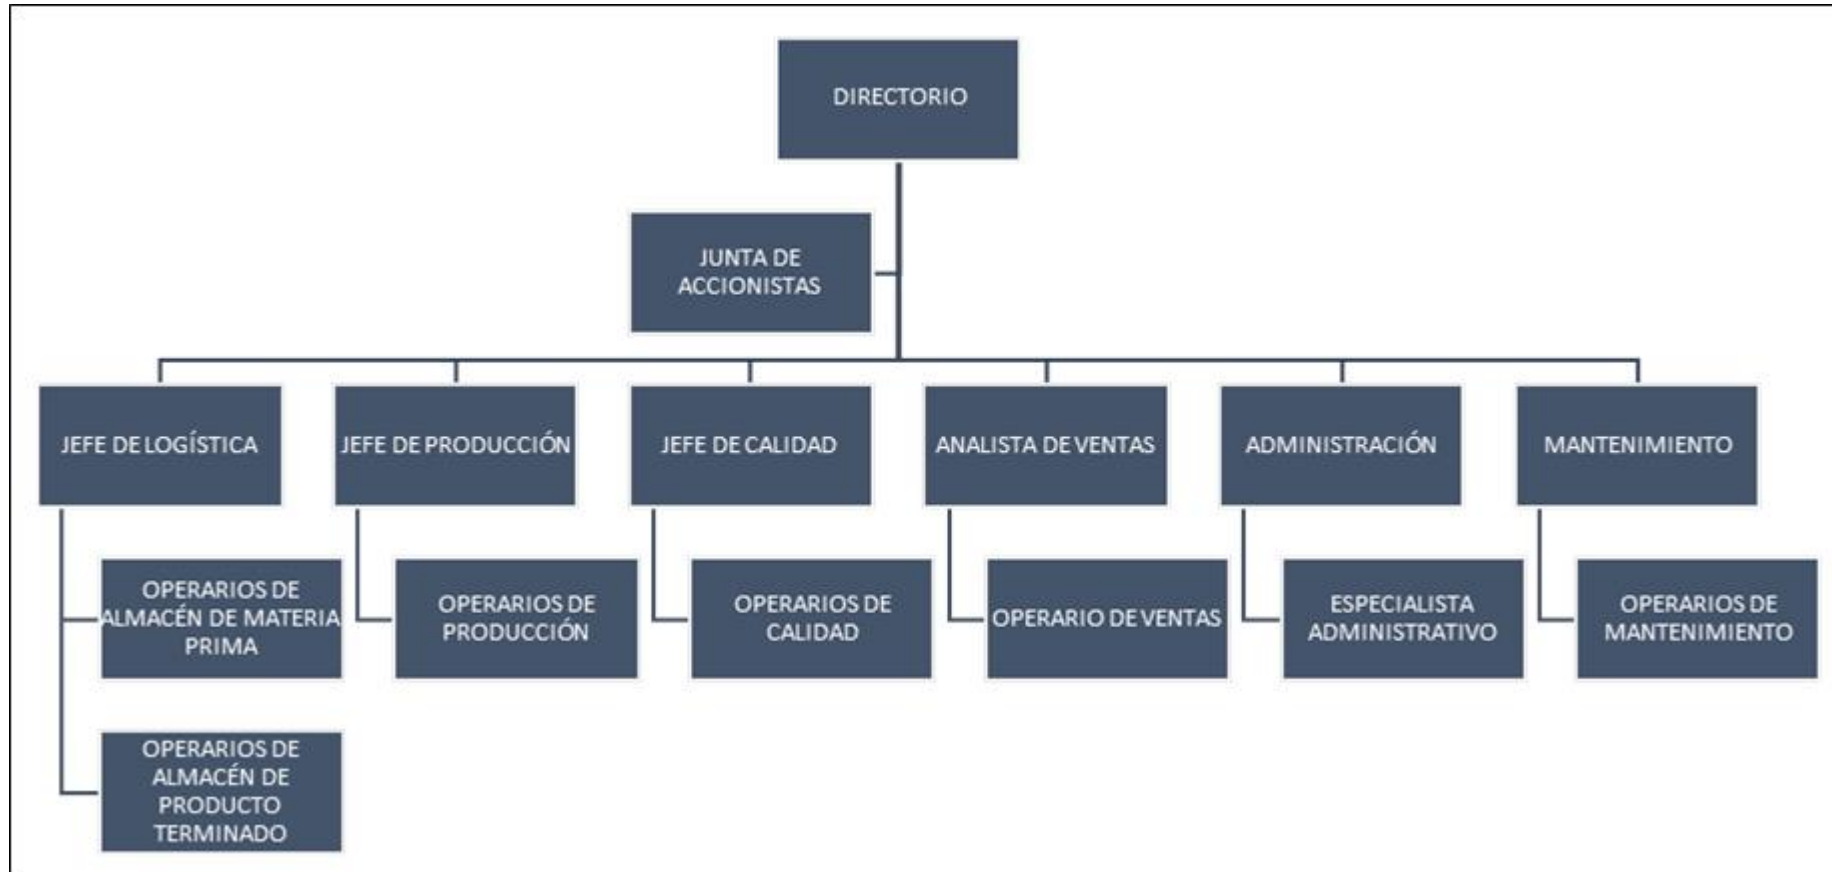 DIRECTORIO
JUNTA DE
ACCIONISTAS
JEFE DE LOGÍSTICA
JEFE DE PRODUCCIÓN
JEFE DE CALIDAD
ANALISTA DE VENTAS
ADMINISTRACIÓN
MANTENIMIENTO
OPERARIOS DE
ALMACÉN DE MATERIA
PRIMA
OPERARIOS DE
PRODUCCIÓN
OPERARIOS DE
CALIDAD
OPERARIO DE VENTAS
ESPECIALISTA
ADMINISTRATIVO
OPERARIOS DE
MANTENIMIENTO
OPERARIOS DE
ALMACÉN DE
PRODUCTO
TERMINADO